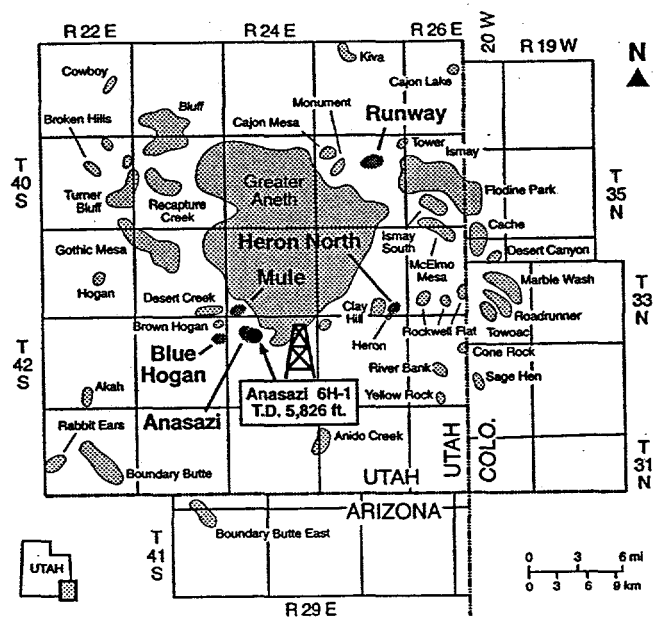 R 22 E
R 24 E
R 26 E
20 W
R 19 W
N
Cowboy
Kiva
Cajon Lake
Bluff
Monument
Broken Hills
Cajon Mesa
Runway
Tower
Ismay
T
40
S
Greater
Aneth
T
35
N
Turner
Bluff
Recapture
Creek
Flodine Park
Ismay
South
Cache
Gothic Mesa
Heron North
McElmo
Mesa
Desert Canyon
Hogan
Mule
Marble Wash
T
33
N
Desert Creek
Clay
Hill
Roadrunner
Brown Hogan
Heron
Rockwell Flat
Towoac
T
42
S
Blue
Hogan
Cone Rock
River Bank
Sage Hen
Akah
Anasazi 6H-1
T.D. 5,826 ft.
Yellow Rock
Anasazi
Rabbit Ears
Anido Creek
UTAH
COLO.
T
31
N
Boundary Butte
UTAH
ARIZONA
T
41
S
Boundary Butte East
UTAH
0 3 6 mi
0 3 6 9 km
R 29 E